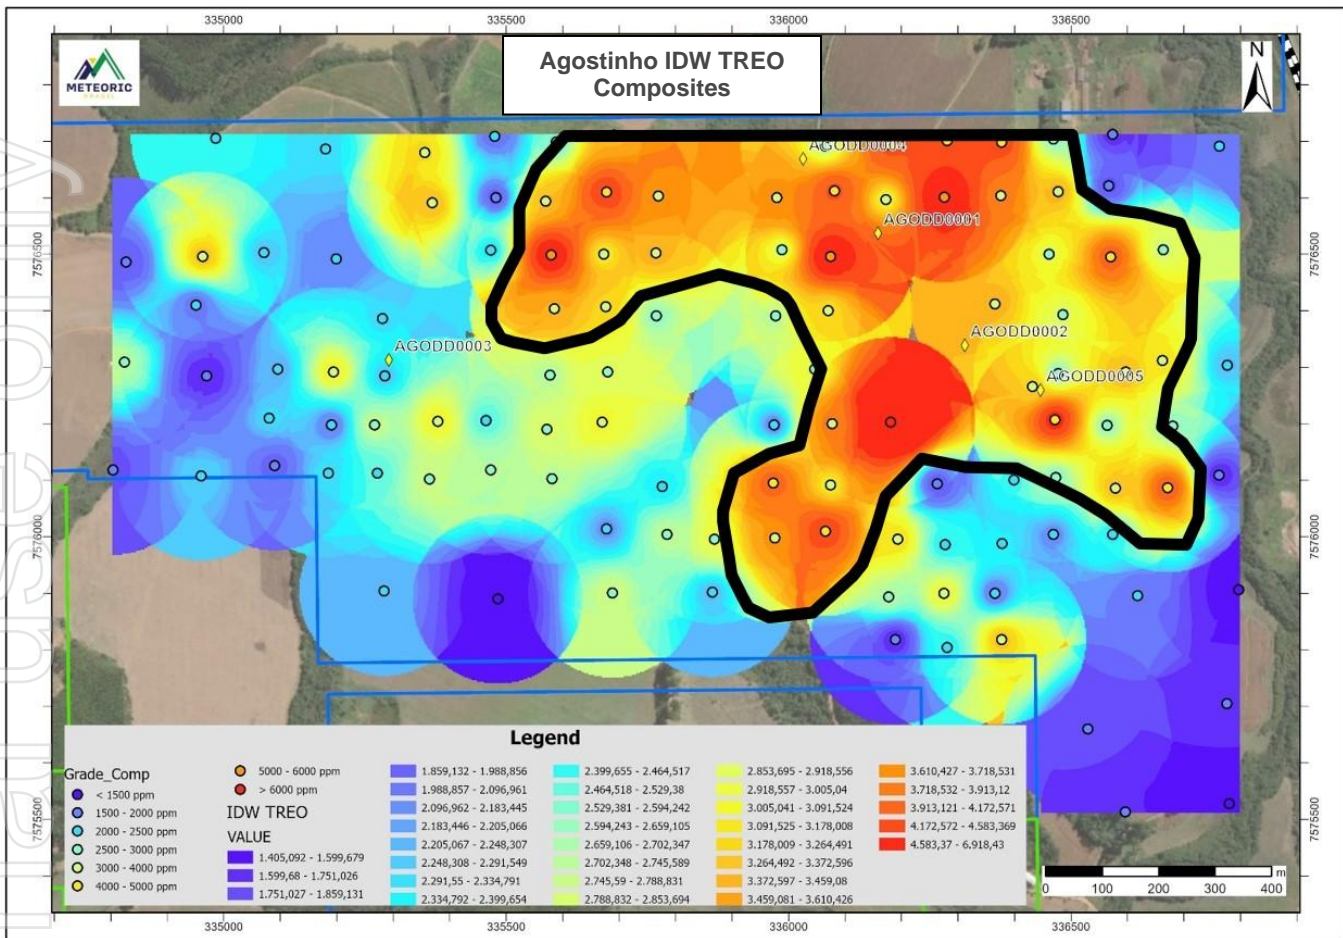 335000 335500 336000 336500
Agostinho IDW TREO
Composites
METEORIC
BRASIL
N
7576500 7576500
7576000 7576000
7575500 7575500
AGODD0004
AGODD0001
AGODD0002
AGODD0003
AGODD0005
Legend
Grade_Comp
< 1500 ppm
1500 - 2000 ppm
2000 - 2500 ppm
2500 - 3000 ppm
3000 - 4000 ppm
4000 - 5000 ppm
5000 - 6000 ppm
> 6000 ppm
IDW TREO
VALUE
1.405,092 - 1.599,679
1.599,68 - 1.751,026
1.751,027 - 1.859,131
1.859,132 - 1.988,856
1.988,857 - 2.096,961
2.096,962 - 2.183,445
2.183,446 - 2.205,066
2.205,067 - 2.248,307
2.248,308 - 2.291,549
2.291,55 - 2.334,791
2.334,792 - 2.399,654
2.399,655 - 2.464,517
2.464,518 - 2.529,38
2.529,381 - 2.594,242
2.594,243 - 2.659,105
2.659,106 - 2.702,347
2.702,348 - 2.745,589
2.745,59 - 2.788,831
2.788,832 - 2.853,694
2.853,695 - 2.918,556
2.918,557 - 3.005,04
3.005,041 - 3.091,524
3.091,525 - 3.178,008
3.178,009 - 3.264,491
3.264,492 - 3.372,596
3.372,597 - 3.459,08
3.459,081 - 3.610,426
3.610,427 - 3.718,531
3.718,532 - 3.913,12
3.913,121 - 4.172,571
4.172,572 - 4.583,369
4.583,37 - 6.918,43
m
0 100 200 300 400
335000 335500 336000 336500